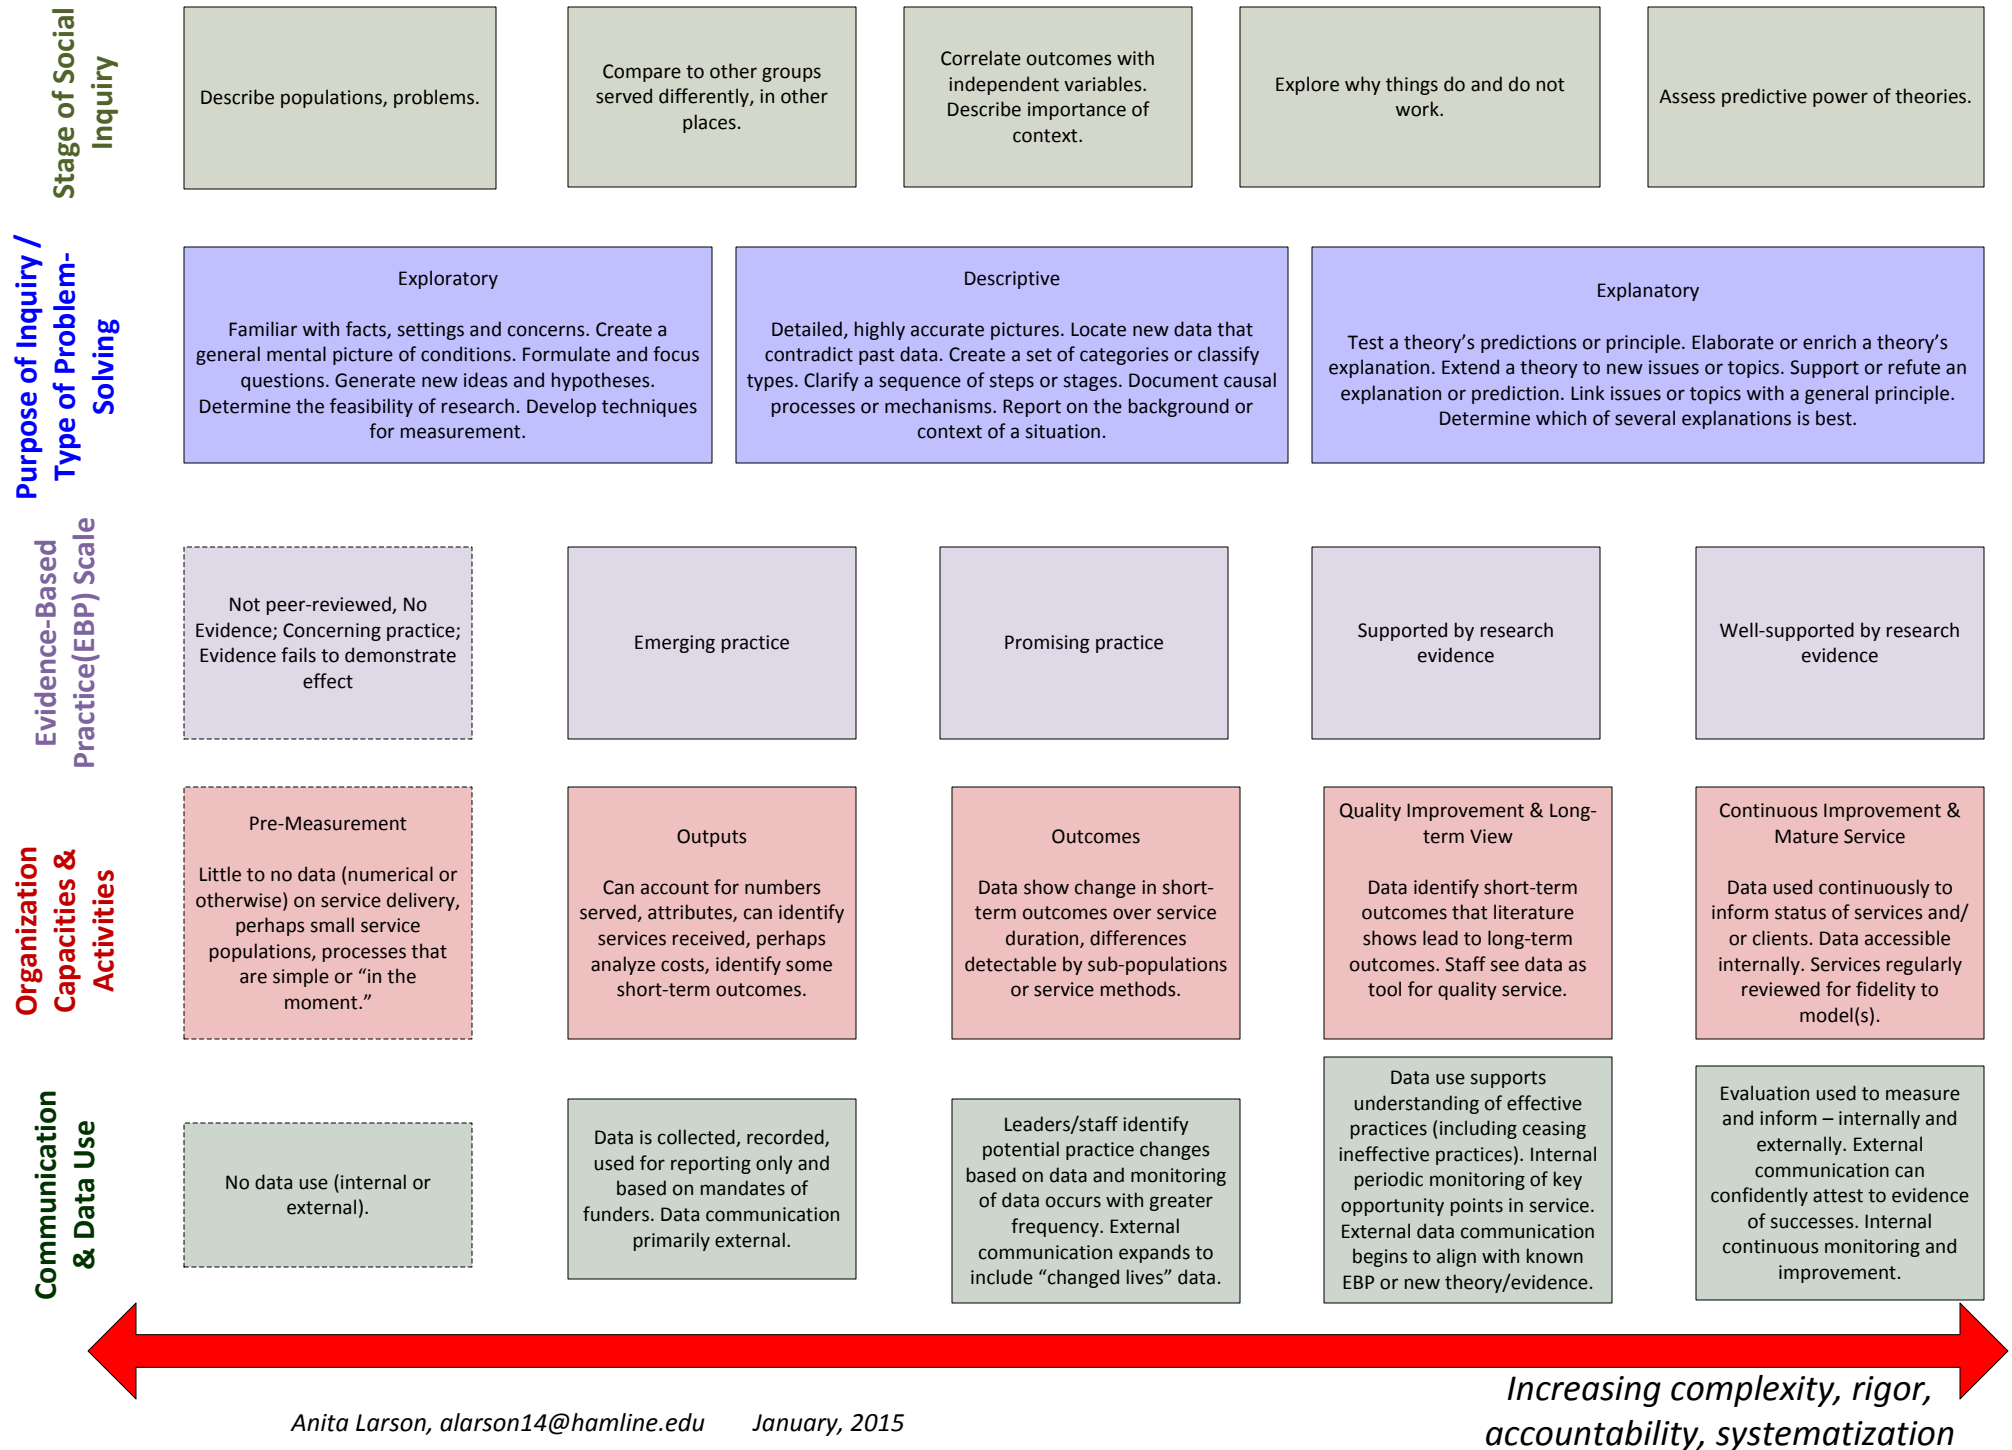 Stage of Social
Inquiry
Describe populations, problems.
Compare to other groups
served differently, in other
places.
Correlate outcomes with
independent variables.
Describe importance of
context.
Explore why things do and do not
work.
Assess predictive power of theories.
Purpose of Inquiry /
Type of Problem-
Solving
Exploratory
Familiar with facts, settings and concerns. Create a
general mental picture of conditions. Formulate and focus
questions. Generate new ideas and hypotheses.
Determine the feasibility of research. Develop techniques
for measurement.
Descriptive
Detailed, highly accurate pictures. Locate new data that
contradict past data. Create a set of categories or classify
types. Clarify a sequence of steps or stages. Document causal
processes or mechanisms. Report on the background or
context of a situation.
Explanatory
Test a theory’s predictions or principle. Elaborate or enrich a theory’s
explanation. Extend a theory to new issues or topics. Support or refute an
explanation or prediction. Link issues or topics with a general principle.
Determine which of several explanations is best.
Evidence-Based
Practice(EBP) Scale
Not peer-reviewed, No
Evidence; Concerning practice;
Evidence fails to demonstrate
effect
Emerging practice
Promising practice
Supported by research
evidence
Well-supported by research
evidence
Organization
Capacities &
Activities
Pre-Measurement
Little to no data (numerical or
otherwise) on service delivery,
perhaps small service
populations, processes that
are simple or “in the
moment.”
Outputs
Can account for numbers
served, attributes, can identify
services received, perhaps
analyze costs, identify some
short-term outcomes.
Outcomes
Data show change in short-
term outcomes over service
duration, differences
detectable by sub-populations
or service methods.
Quality Improvement & Long-
term View
Data identify short-term
outcomes that literature
shows lead to long-term
outcomes. Staff see data as
tool for quality service.
Continuous Improvement &
Mature Service
Data used continuously to
inform status of services and/
or clients. Data accessible
internally. Services regularly
reviewed for fidelity to
model(s).
Communication
& Data Use
No data use (internal or
external).
Data is collected, recorded,
used for reporting only and
based on mandates of
funders. Data communication
primarily external.
Leaders/staff identify
potential practice changes
based on data and monitoring
of data occurs with greater
frequency. External
communication expands to
include “changed lives” data.
Data use supports
understanding of effective
practices (including ceasing
ineffective practices). Internal
periodic monitoring of key
opportunity points in service.
External data communication
begins to align with known
EBP or new theory/evidence.
Evaluation used to measure
and inform – internally and
externally. External
communication can
confidently attest to evidence
of successes. Internal
continuous monitoring and
improvement.
Increasing complexity, rigor,
accountability, systematization
Anita Larson, alarson14@hamline.edu January, 2015